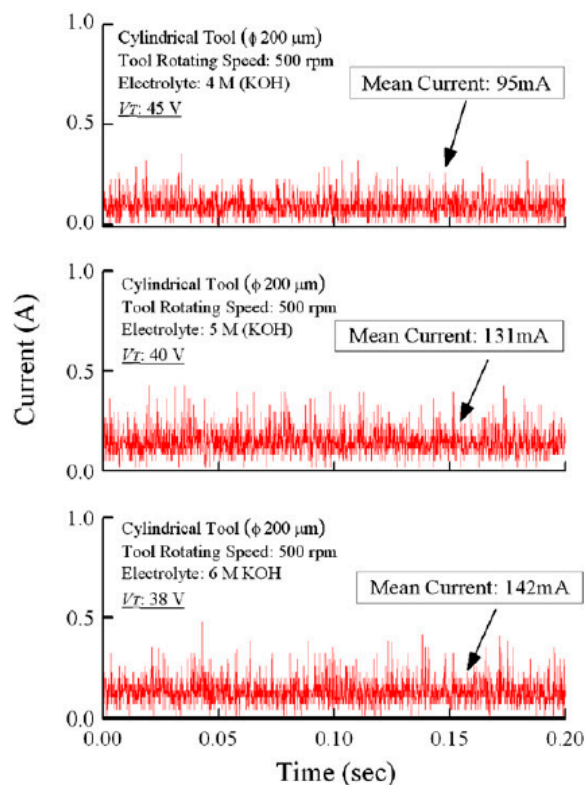 1.0
Cylindrical Tool (ϕ 200 μm)
Tool Rotating Speed: 500 rpm
Electrolyte: 4 M (KOH)
VT: 45 V
Mean Current: 95mA
0.5
0.0
1.0
Cylindrical Tool (ϕ 200 μm)
Tool Rotating Speed: 500 rpm
Electrolyte: 5 M (KOH)
VT: 40 V
Mean Current: 131mA
0.5
0.0
Current (A)
1.0
Cylindrical Tool (ϕ 200 μm)
Tool Rotating Speed: 500 rpm
Electrolyte: 6 M KOH
VT: 38 V
Mean Current: 142mA
0.5
0.0
0.00 0.05 0.10 0.15 0.20
Time (sec)